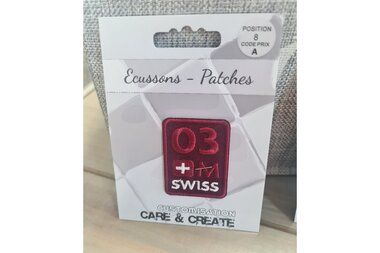 POSITION
8
CODE PRIX
A
Ecussons - Patches
03
SWISS
CUSTOMISATION
CARE & CREATE